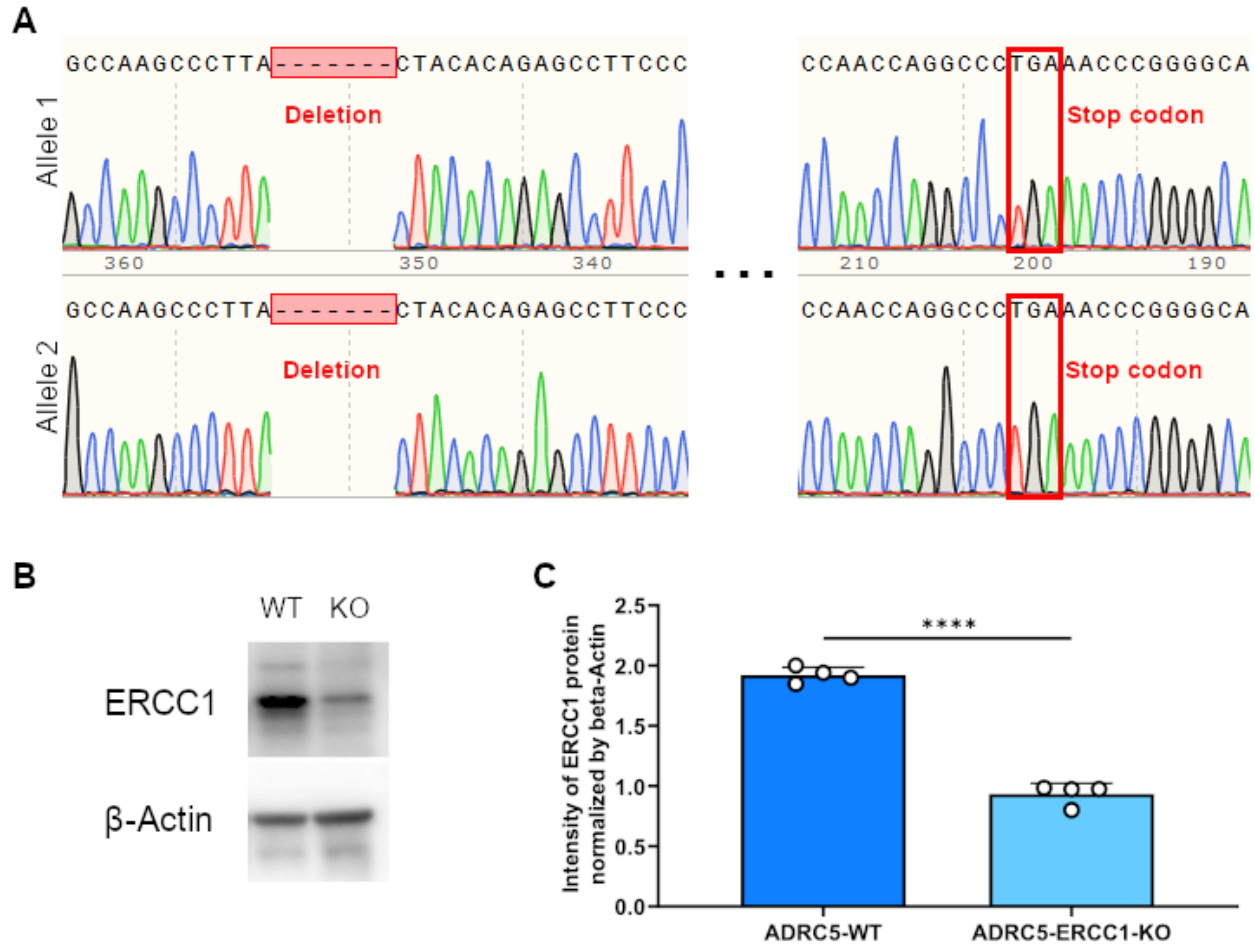 A
Allele 1
GCCAAGCCCTTA-------CTACACAGAGCCTTCCC
CCAACCAGGCCCTGAAACCCGGGGCA
Deletion
Stop codon
360
350
340
...
210
200
190
Allele 2
GCCAAGCCCTTA-------CTACACAGAGCCTTCCC
CCAACCAGGCCCTGAAACCCGGGGCA
Deletion
Stop codon
B
WT KO
ERCC1
β-Actin
C
Intensity of ERCC1 protein
normalized by beta-Actin
2.5
2.0
1.5
1.0
0.5
0.0
****
ADRC5-WT
ADRC5-ERCC1-KO